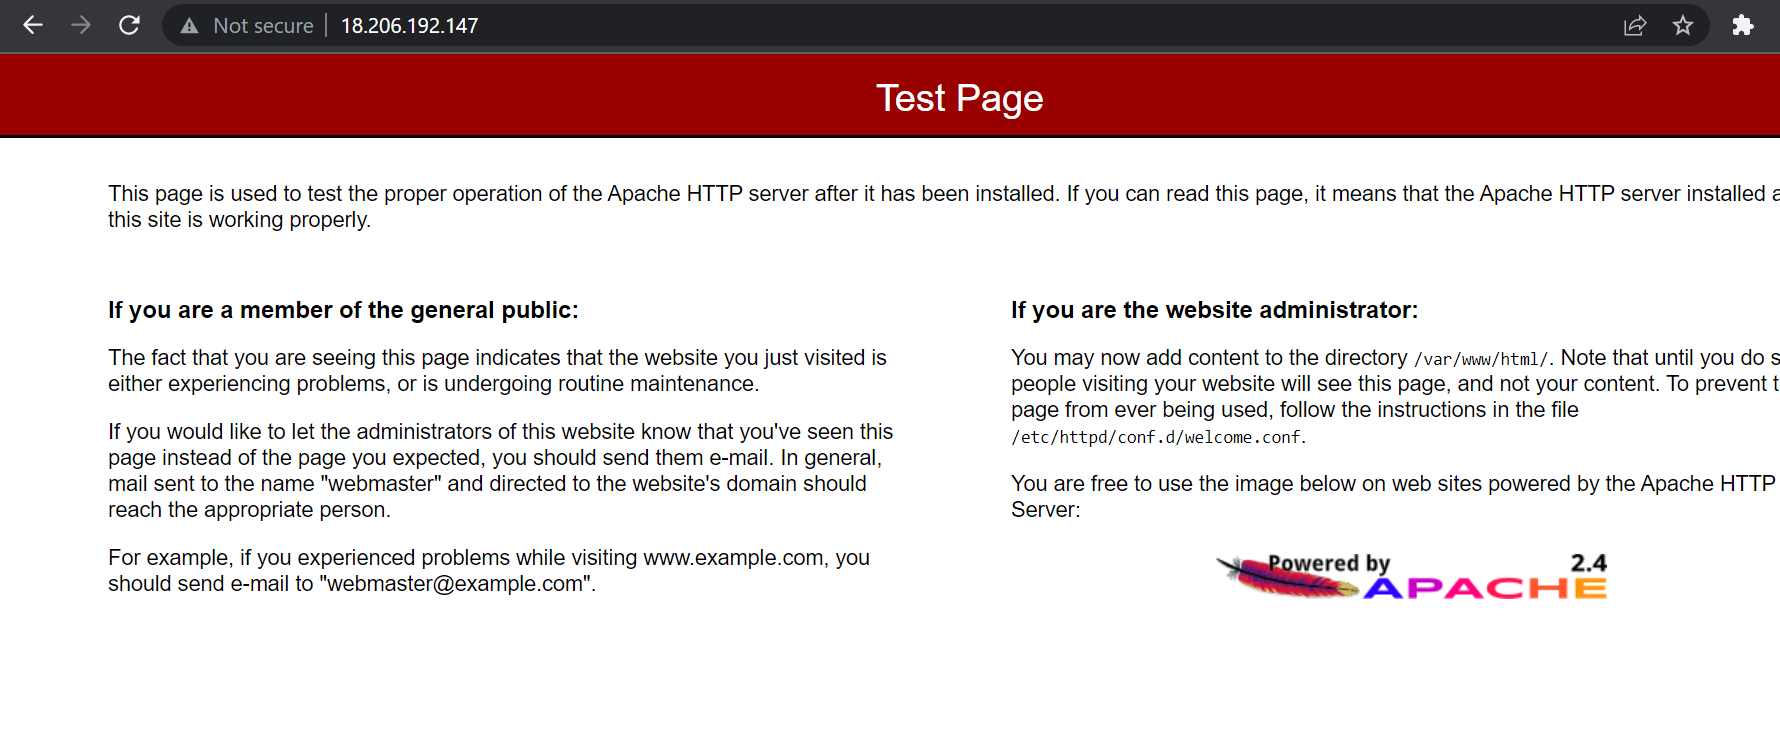 Not secure | 18.206.192.147
Test Page
This page is used to test the proper operation of the Apache HTTP server after it has been installed. If you can read this page, it means that the Apache HTTP server installed a
this site is working properly.
If you are a member of the general public:
The fact that you are seeing this page indicates that the website you just visited is
either experiencing problems, or is undergoing routine maintenance.
If you would like to let the administrators of this website know that you've seen this
page instead of the page you expected, you should send them e-mail. In general,
mail sent to the name "webmaster" and directed to the website's domain should
reach the appropriate person.
For example, if you experienced problems while visiting www.example.com, you
should send e-mail to "webmaster@example.com".
If you are the website administrator:
You may now add content to the directory /var/www/html/. Note that until you do s
people visiting your website will see this page, and not your content. To prevent t
page from ever being used, follow the instructions in the file
/etc/httpd/conf.d/welcome.conf.
You are free to use the image below on web sites powered by the Apache HTTP
Server:
Powered by 2.4
APACHE